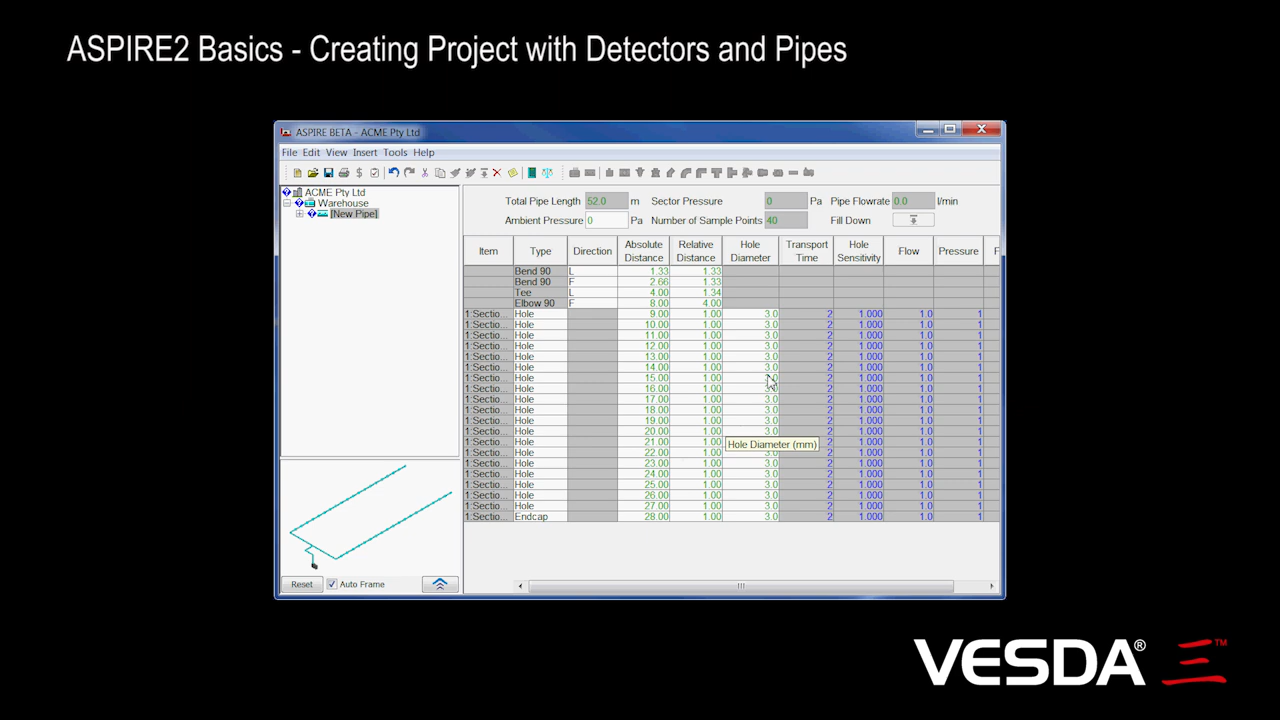 ASPIRE2 Basics - Creating Project with Detectors and Pipes
ASPIRE BETA - ACME Pty Ltd
File Edit View Insert Tools Help
ACME Pty Ltd
Warehouse
[New Pipe]
Total Pipe Length 52.0 m Sector Pressure 0 Pa Pipe Flowrate 0.0 l/min
Ambient Pressure 0 Pa Number of Sample Points 40 Fill Down
Item Type Direction Absolute Distance Relative Distance Hole Diameter Transport Time Hole Sensitivity Flow Pressure F
Bend 90 L 1.33 1.33
Bend 90 F 2.66 1.33
Tee L 4.00 1.34
Elbow 90 F 8.00 4.00
1:Sectio... Hole 9.00 1.00 3.0 2 1.000 1.0 1
1:Sectio... Hole 10.00 1.00 3.0 2 1.000 1.0 1
1:Sectio... Hole 11.00 1.00 3.0 2 1.000 1.0 1
1:Sectio... Hole 12.00 1.00 3.0 2 1.000 1.0 1
1:Sectio... Hole 13.00 1.00 3.0 2 1.000 1.0 1
1:Sectio... Hole 14.00 1.00 3.0 2 1.000 1.0 1
1:Sectio... Hole 15.00 1.00 3.0 2 1.000 1.0 1
1:Sectio... Hole 16.00 1.00 3.0 2 1.000 1.0 1
1:Sectio... Hole 17.00 1.00 3.0 2 1.000 1.0 1
1:Sectio... Hole 18.00 1.00 3.0 2 1.000 1.0 1
1:Sectio... Hole 19.00 1.00 3.0 2 1.000 1.0 1
1:Sectio... Hole 20.00 1.00 3.0 2 1.000 1.0 1
1:Sectio... Hole 21.00 1.00 Hole Diameter (mm) 2 1.000 1.0 1
1:Sectio... Hole 22.00 1.00 3.0 2 1.000 1.0 1
1:Sectio... Hole 23.00 1.00 3.0 2 1.000 1.0 1
1:Sectio... Hole 24.00 1.00 3.0 2 1.000 1.0 1
1:Sectio... Hole 25.00 1.00 3.0 2 1.000 1.0 1
1:Sectio... Hole 26.00 1.00 3.0 2 1.000 1.0 1
1:Sectio... Hole 27.00 1.00 3.0 2 1.000 1.0 1
1:Sectio... Endcap 28.00 1.00 3.0 2 1.000 1.0 1
Reset Auto Frame
VESDA® ™